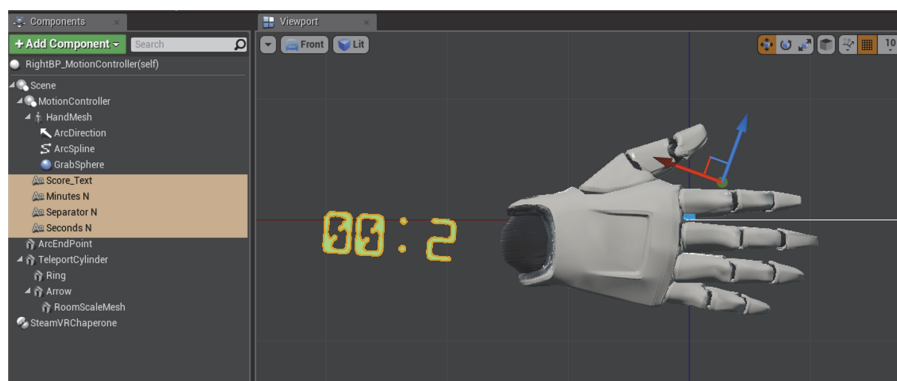 Components
Viewport
+Add Component
Search
Front
Lit
10
RightBP_MotionController(self)
Scene
MotionController
HandMesh
ArcDirection
ArcSpline
GrabSphere
Score_Text
Minutes N
Separator N
Seconds N
ArcEndPoint
TeleportCylinder
Ring
Arrow
RoomScaleMesh
SteamVRChaperone
00:2